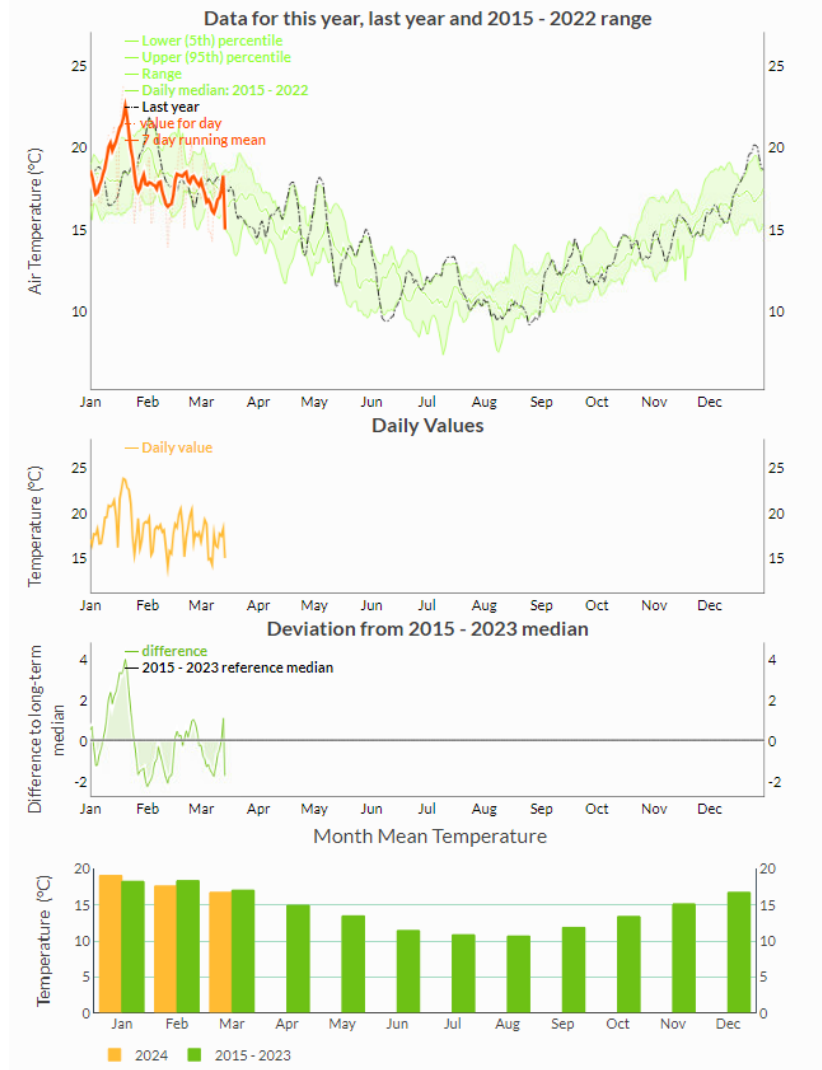 Data for this year, last year and 2015 - 2022 range
Lower (5th) percentile
Upper (95th) percentile
Range
Daily median: 2015 - 2022
Last year
value for day
7 day running mean
Air Temperature (°C)
25 25
20 20
15 15
10 10
Jan Feb Mar Apr May Jun Jul Aug Sep Oct Nov Dec
Daily Values
Daily value
Temperature (°C)
25 25
20 20
15 15
Jan Feb Mar Apr May Jun Jul Aug Sep Oct Nov Dec
Deviation from 2015 - 2023 median
difference
2015 - 2023 reference median
Difference to long-term
median
4 4
2 2
0 0
-2 -2
Jan Feb Mar Apr May Jun Jul Aug Sep Oct Nov Dec
Month Mean Temperature
Temperature (°C)
20 20
15 15
10 10
5 5
0 0
Jan Feb Mar Apr May Jun Jul Aug Sep Oct Nov Dec
2024 2015 - 2023